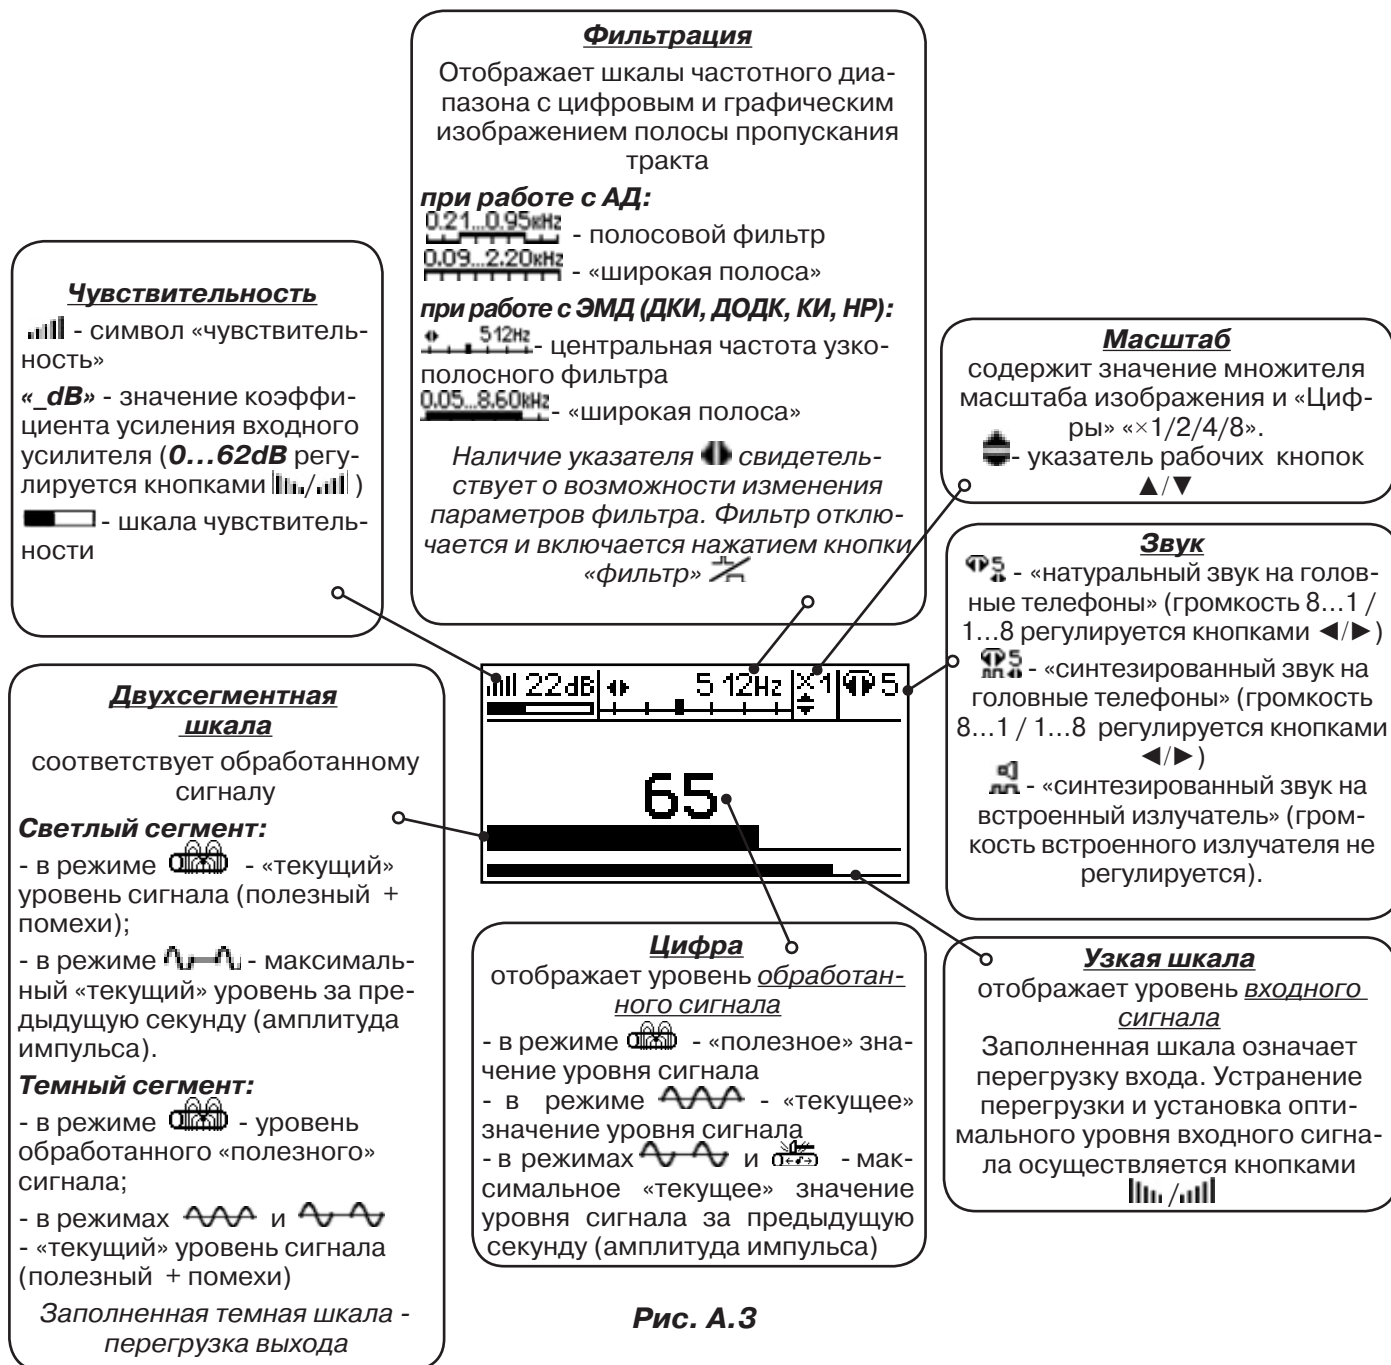 Фильтрация
Отображает шкалы частотного диа-
пазона с цифровым и графическим
изображением полосы пропускания
тракта
при работе с АД:
0.21...0.95кHz - полосовой фильтр
0.09...2.20кHz - «широкая полоса»
при работе с ЭМД (ДКИ, ДОДК, КИ, НР):
512Hz - центральная частота узко-
полосного фильтра
0.05...8.60кHz - «широкая полоса»
Наличие указателя свидетель-
ствует о возможности изменения
параметров фильтра. Фильтр отклю-
чается и включается нажатием кнопки
«фильтр»
Чувствительность
- символ «чувствитель-
ность»
«_dB» - значение коэффи-
циента усиления входного
усилителя (0...62dB регу-
лируется кнопками / )
- шкала чувствитель-
ности
Масштаб
содержит значение множителя
масштаба изображения и «Циф-
ры» «×1/2/4/8».
- указатель рабочих кнопок
▲/▼
Звук
5 - «натуральный звук на голов-
ные телефоны» (громкость 8...1 /
1...8 регулируется кнопками ◄/►)
5 - «синтезированный звук на
головные телефоны» (громкость
8...1 / 1...8 регулируется кнопками
◄/►)
- «синтезированный звук на
встроенный излучатель» (гром-
кость встроенного излучателя не
регулируется).
22dB 512Hz ×1 5
65
Двухсегментная
шкала
соответствует обработанному
сигналу
Светлый сегмент:
- в режиме - «текущий»
уровень сигнала (полезный +
помехи);
- в режиме - максималь-
ный «текущий» уровень за пре-
дыдущую секунду (амплитуда
импульса).
Темный сегмент:
- в режиме - уровень
обработанного «полезного»
сигнала;
- в режимах и
- «текущий» уровень сигнала
(полезный + помехи)
Заполненная темная шкала -
перегрузка выхода
Цифра
отображает уровень обработан-
ного сигнала
- в режиме - «полезное» зна-
чение уровня сигнала
- в режиме - «текущее»
значение уровня сигнала
- в режимах и - мак-
симальное «текущее» значение
уровня сигнала за предыдущую
секунду (амплитуда импульса)
Узкая шкала
отображает уровень входного
сигнала
Заполненная шкала означает
перегрузку входа. Устранение
перегрузки и установка опти-
мального уровня входного сигна-
ла осуществляется кнопками
/
Рис. А.3